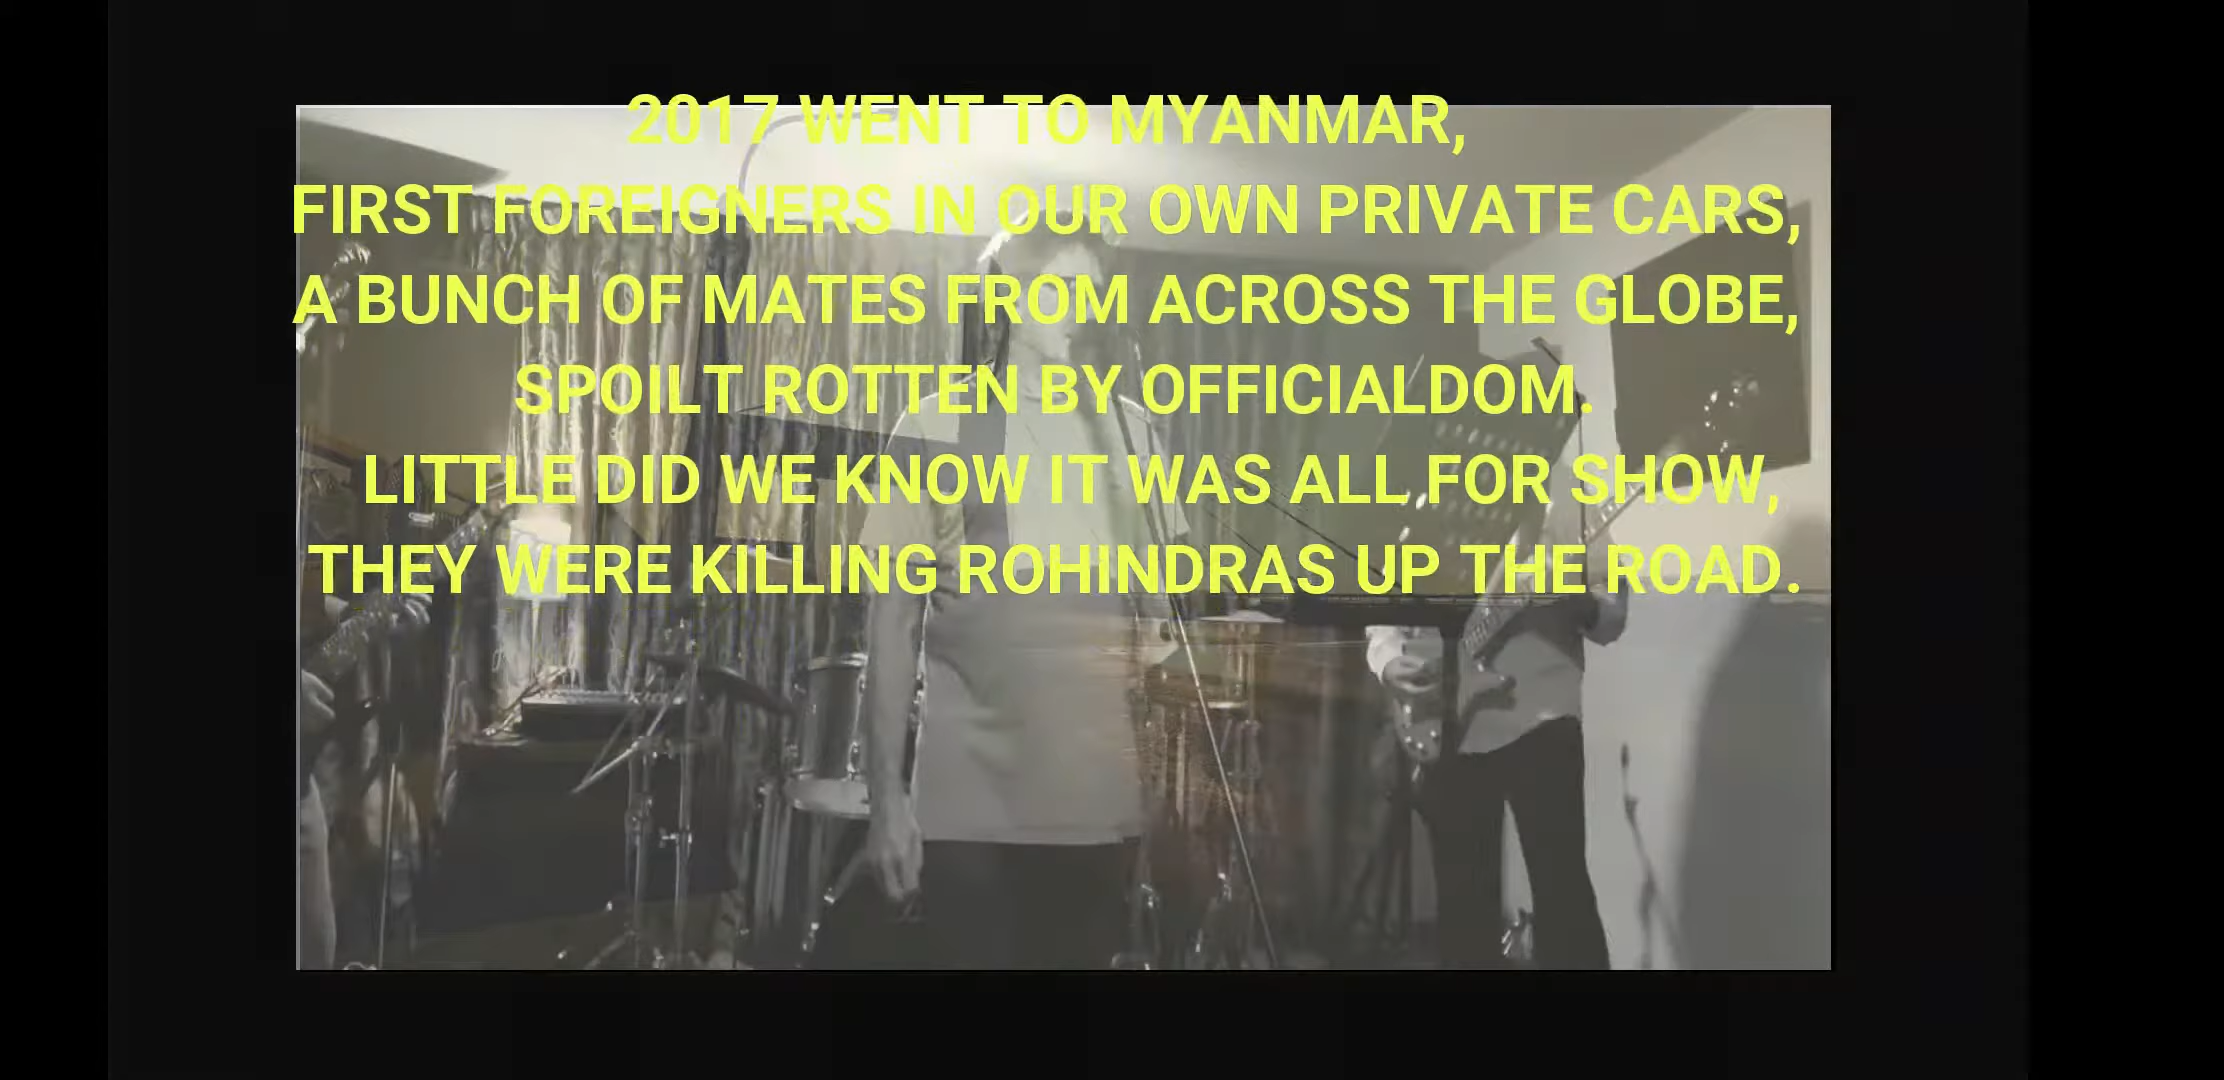 2017 WENT TO MYANMAR,
FIRST FOREIGNERS IN OUR OWN PRIVATE CARS,
A BUNCH OF MATES FROM ACROSS THE GLOBE,
SPOILT ROTTEN BY OFFICIALDOM.
LITTLE DID WE KNOW IT WAS ALL FOR SHOW,
THEY WERE KILLING ROHINDRAS UP THE ROAD.